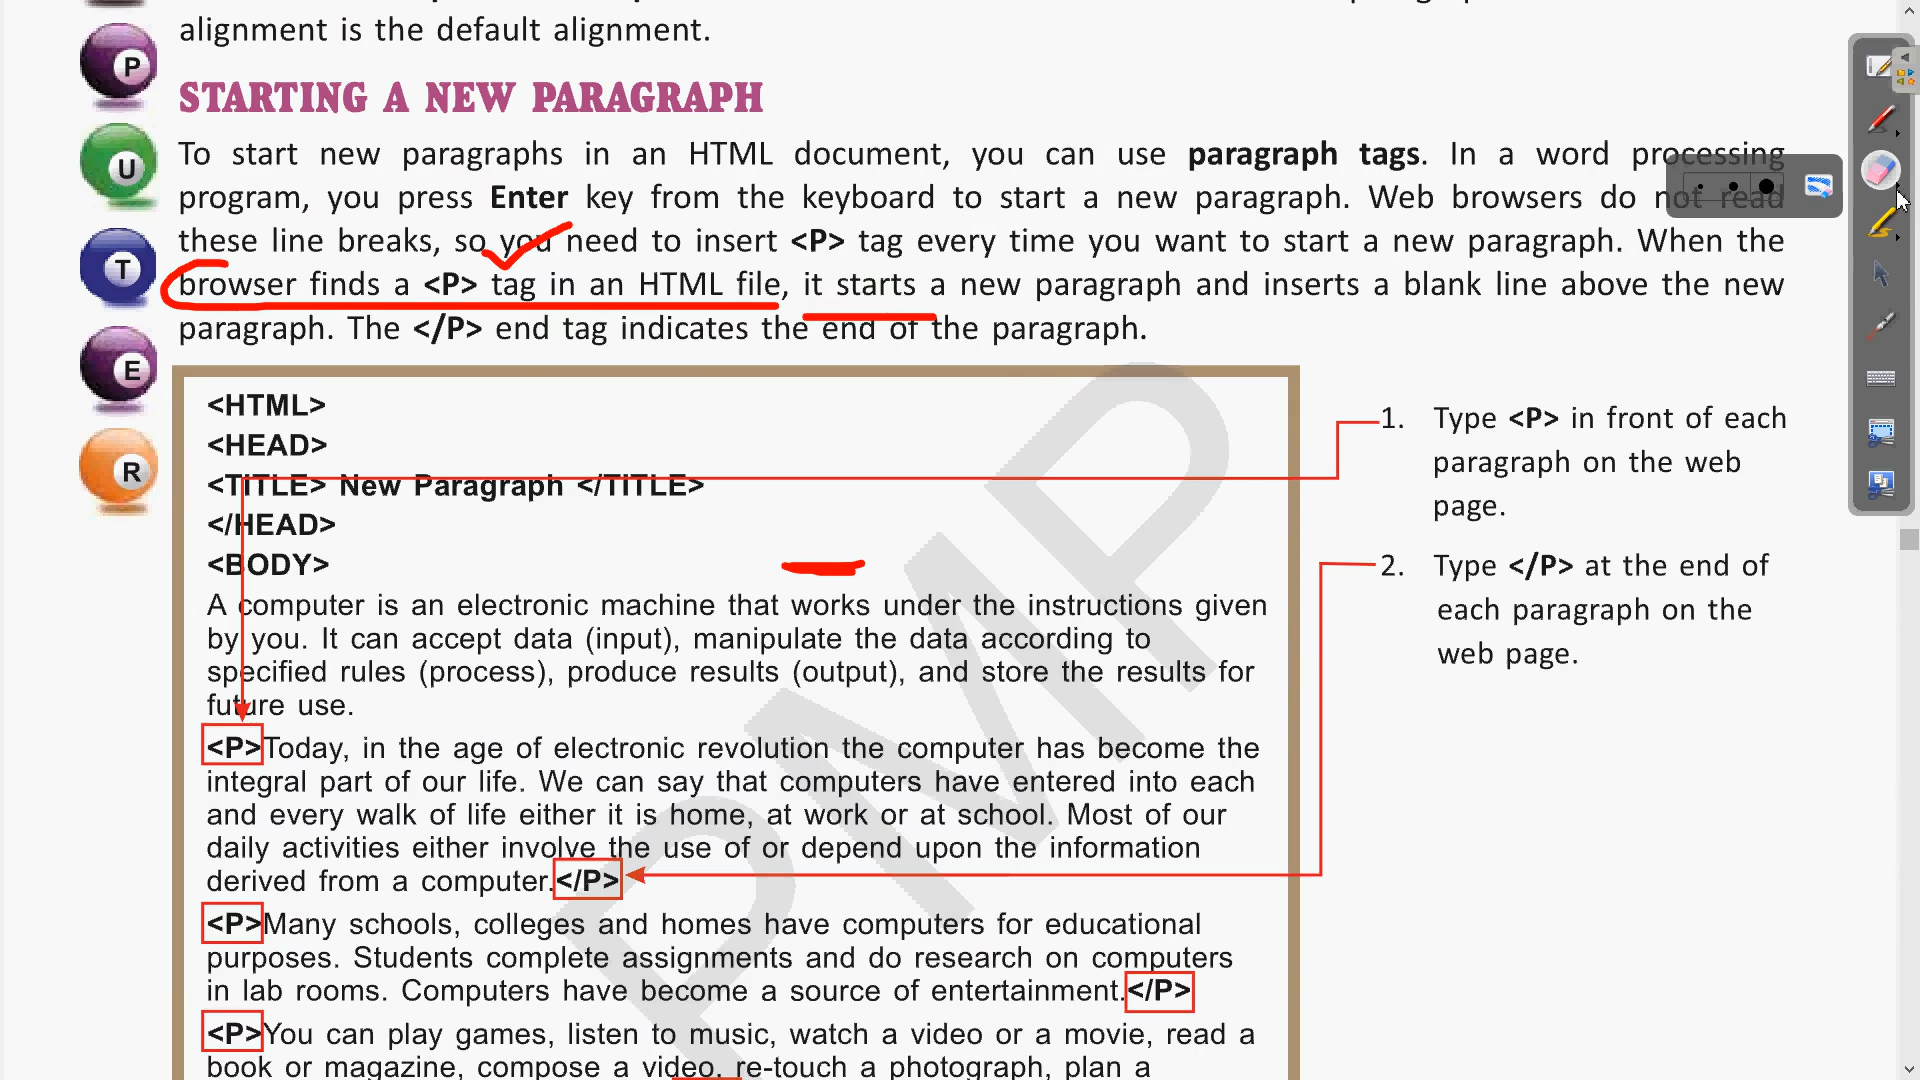 alignment is the default alignment.
STARTING A NEW PARAGRAPH
To start new paragraphs in an HTML document, you can use paragraph tags. In a word processing
program, you press Enter key from the keyboard to start a new paragraph. Web browsers do not read
these line breaks, so you need to insert <P> tag every time you want to start a new paragraph. When the
browser finds a <P> tag in an HTML file, it starts a new paragraph and inserts a blank line above the new
paragraph. The </P> end tag indicates the end of the paragraph.
P
U
T
E
R
<HTML>
<HEAD>
<TITLE> New Paragraph </TITLE>
</HEAD>
<BODY>
A computer is an electronic machine that works under the instructions given
by you. It can accept data (input), manipulate the data according to
specified rules (process), produce results (output), and store the results for
future use.
<P>Today, in the age of electronic revolution the computer has become the
integral part of our life. We can say that computers have entered into each
and every walk of life either it is home, at work or at school. Most of our
daily activities either involve the use of or depend upon the information
derived from a computer.</P>
<P>Many schools, colleges and homes have computers for educational
purposes. Students complete assignments and do research on computers
in lab rooms. Computers have become a source of entertainment.</P>
<P>You can play games, listen to music, watch a video or a movie, read a
book or magazine, compose a video, re-touch a photograph, plan a
1. Type <P> in front of each
paragraph on the web
page.
2. Type </P> at the end of
each paragraph on the
web page.
PMP